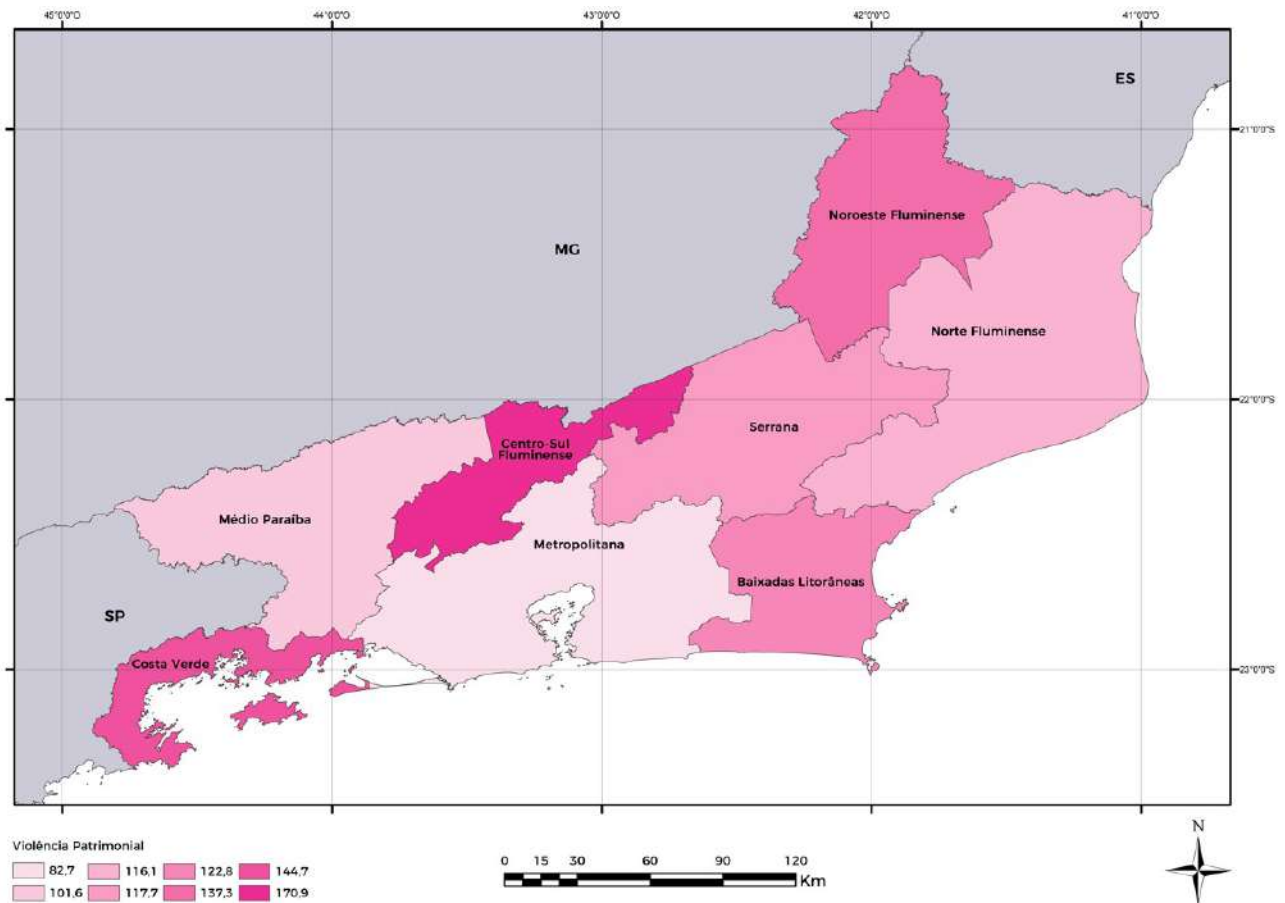 45°0'0"O 44°0'0"O 43°0'0"O 42°0'0"O 41°0'0"O
ES
21°0'0"S
Noroeste Fluminense
MG
Norte Fluminense
22°0'0"S
Serrana
Centro-Sul
Fluminense
Médio Paraíba
Metropolitana
Baixadas Litorâneas
SP
Costa Verde
23°0'0"S
Violência Patrimonial
82,7 116,1 122,8 144,7
101,6 117,7 137,3 170,9
0 15 30 60 90 120
Km
N